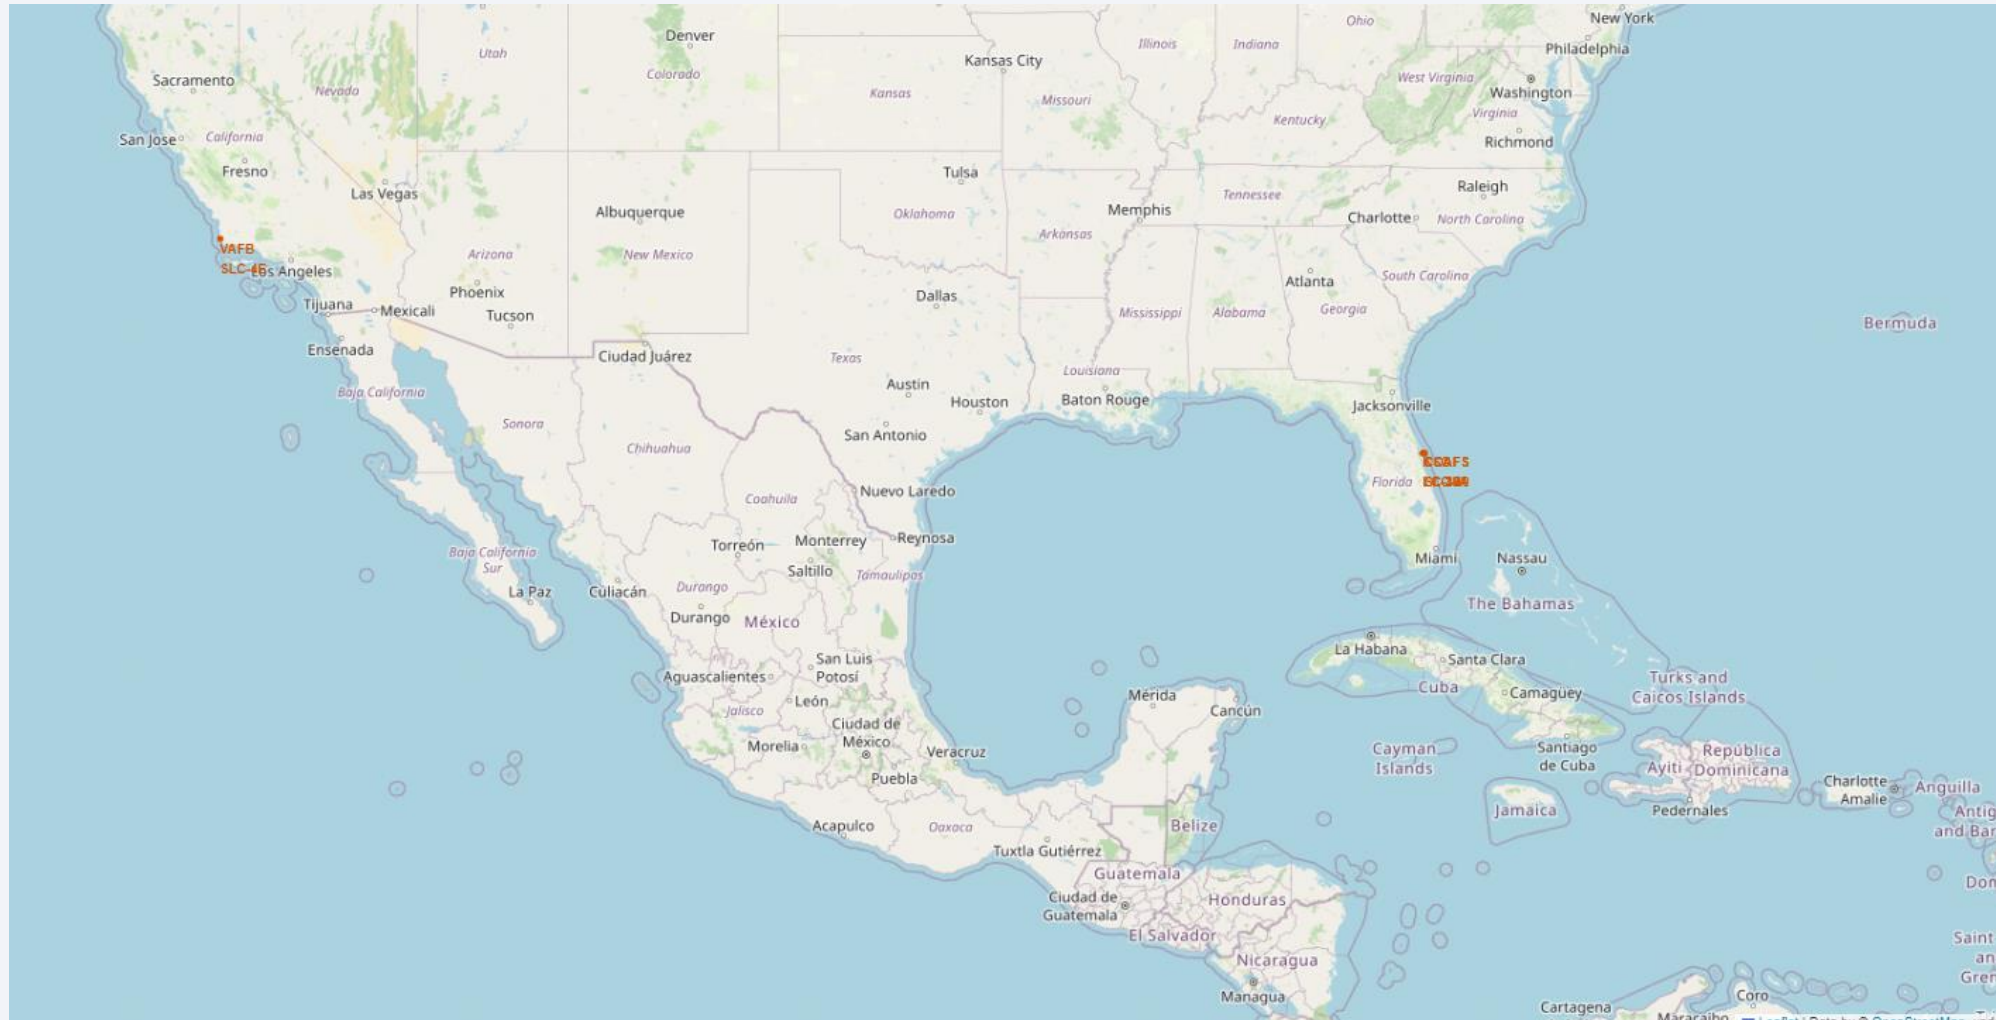 New York
Ohio
Denver
Illinois
Indiana
Philadelphia
Utah
Kansas City
Colorado
West Virginia
Sacramento
Nevada
Kansas
Missouri
Washington
Virginia
Kentucky
San Jose
California
Richmond
Fresno
Tulsa
Las Vegas
Raleigh
Tennessee
Albuquerque
Oklahoma
Memphis
Charlotte
North Carolina
Arkansas
VAFB
Arizona
New Mexico
Los Angeles
South Carolina
Atlanta
Phoenix
Dallas
Tijuana
Mexicali
Tucson
Mississippi
Alabama
Georgia
Bermuda
Ensenada
Ciudad Juárez
Texas
Louisiana
Baja California
Austin
Houston
Baton Rouge
Jacksonville
Sonora
San Antonio
Chihuahua
Florida
Nuevo Laredo
Coahuila
Reynosa
Torreón
Monterrey
Baja California
Sur
Miami
Nassau
Saltillo
Tamaulipas
La Paz
Culiacán
Durango
The Bahamas
Durango
México
La Habana
San Luis
Potosí
Santa Clara
Aguascalientes
Turks and
Caicos Islands
Cuba
Camagüey
Mérida
León
Jalisco
Cancún
Ciudad de
México
Morelia
Veracruz
Cayman
Islands
Santiago
de Cuba
República
Dominicana
Ayiti
Puebla
Charlotte
Amalie
Anguilla
Jamaica
Pedernales
Antig
and Bar
Acapulco
Oaxaca
Belize
Tuxtla Gutiérrez
Guatemala
Don
Ciudad de
Guatemala
Honduras
El Salvador
Saint
an
Gren
Nicaragua
Managua
Coro
Cartagena